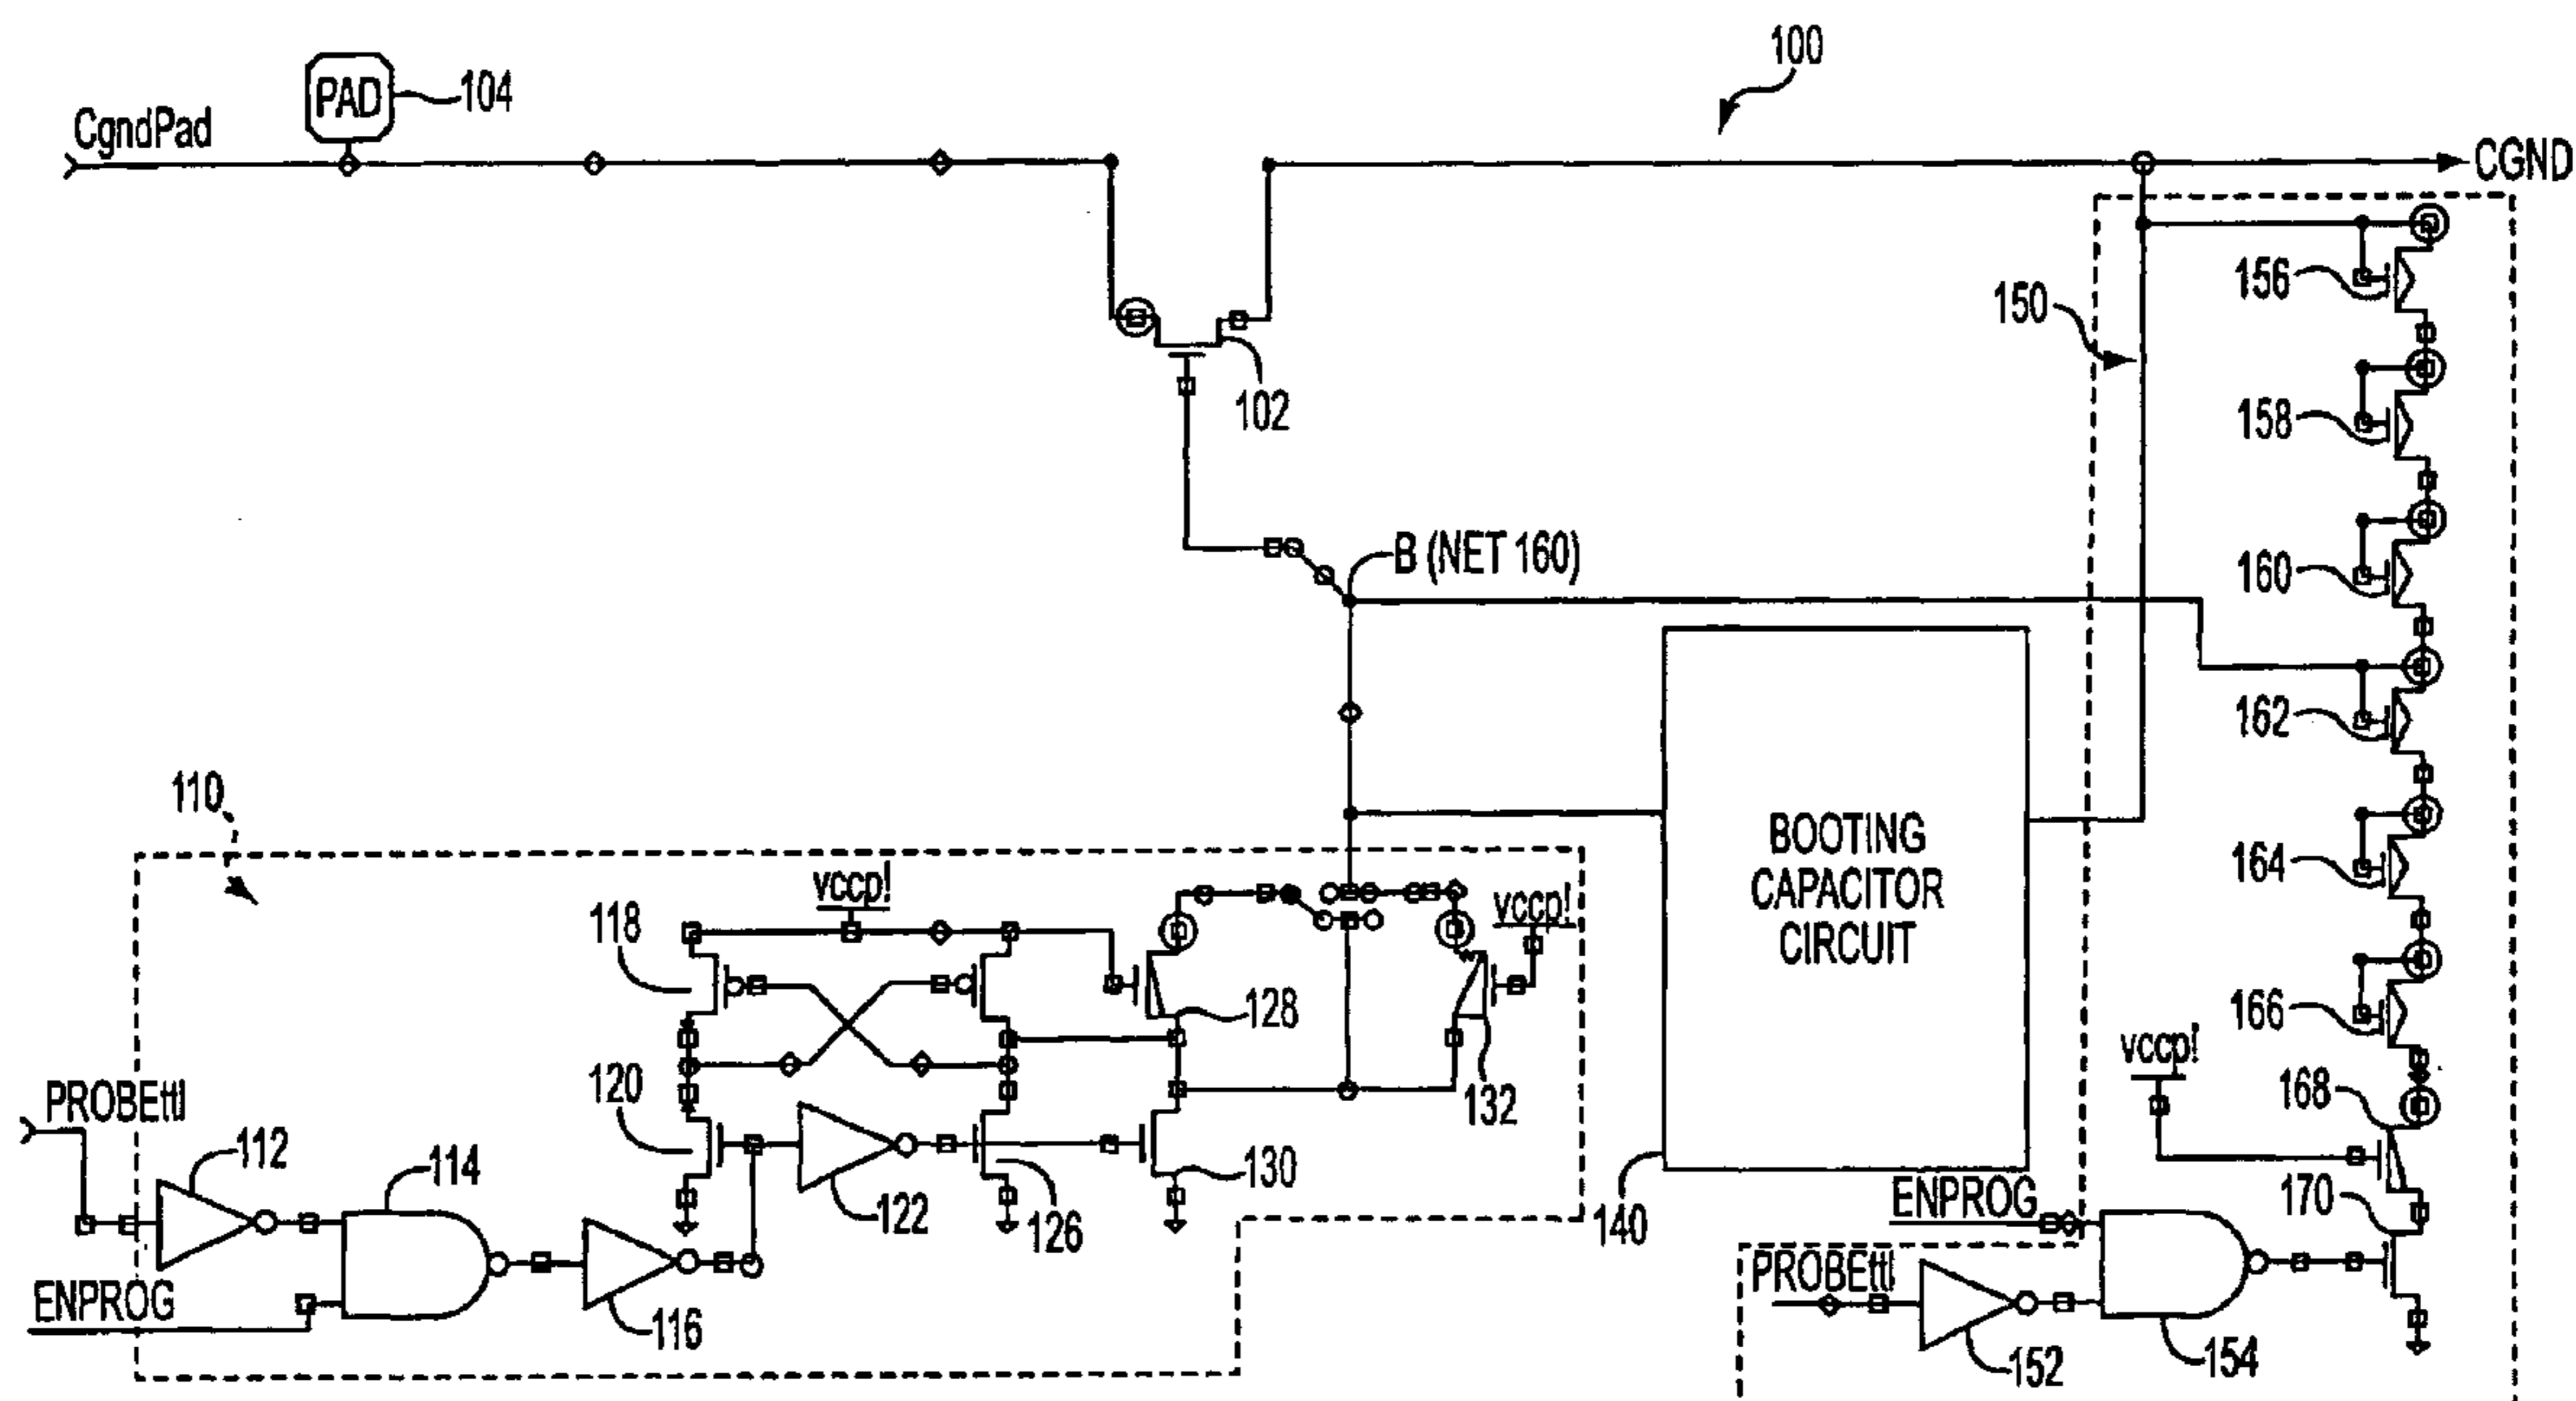 100
PAD
104
CgndPad
CGND
156
150
102
158
B (NET 160)
160
162
110
BOOTING
CAPACITOR
CIRCUIT
vccp!
vccp!
118
164
128
166
vccp!
168
120
132
PROBEttl
112
114
122
126
130
140
ENPROG
170
ENPROG
116
PROBEttl
152
154